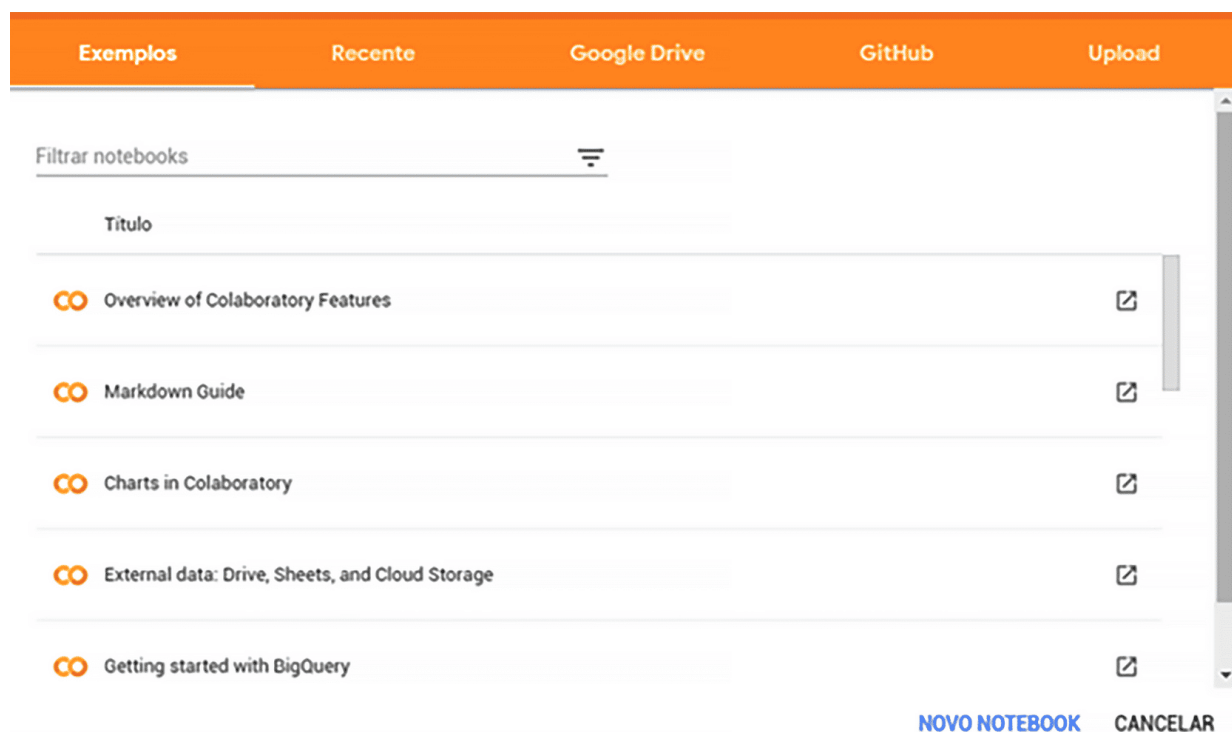 Exemplos Recente Google Drive GitHub Upload
Filtrar notebooks
Título
CO Overview of Colaboratory Features
CO Markdown Guide
CO Charts in Colaboratory
CO External data: Drive, Sheets, and Cloud Storage
CO Getting started with BigQuery
NOVO NOTEBOOK CANCELAR